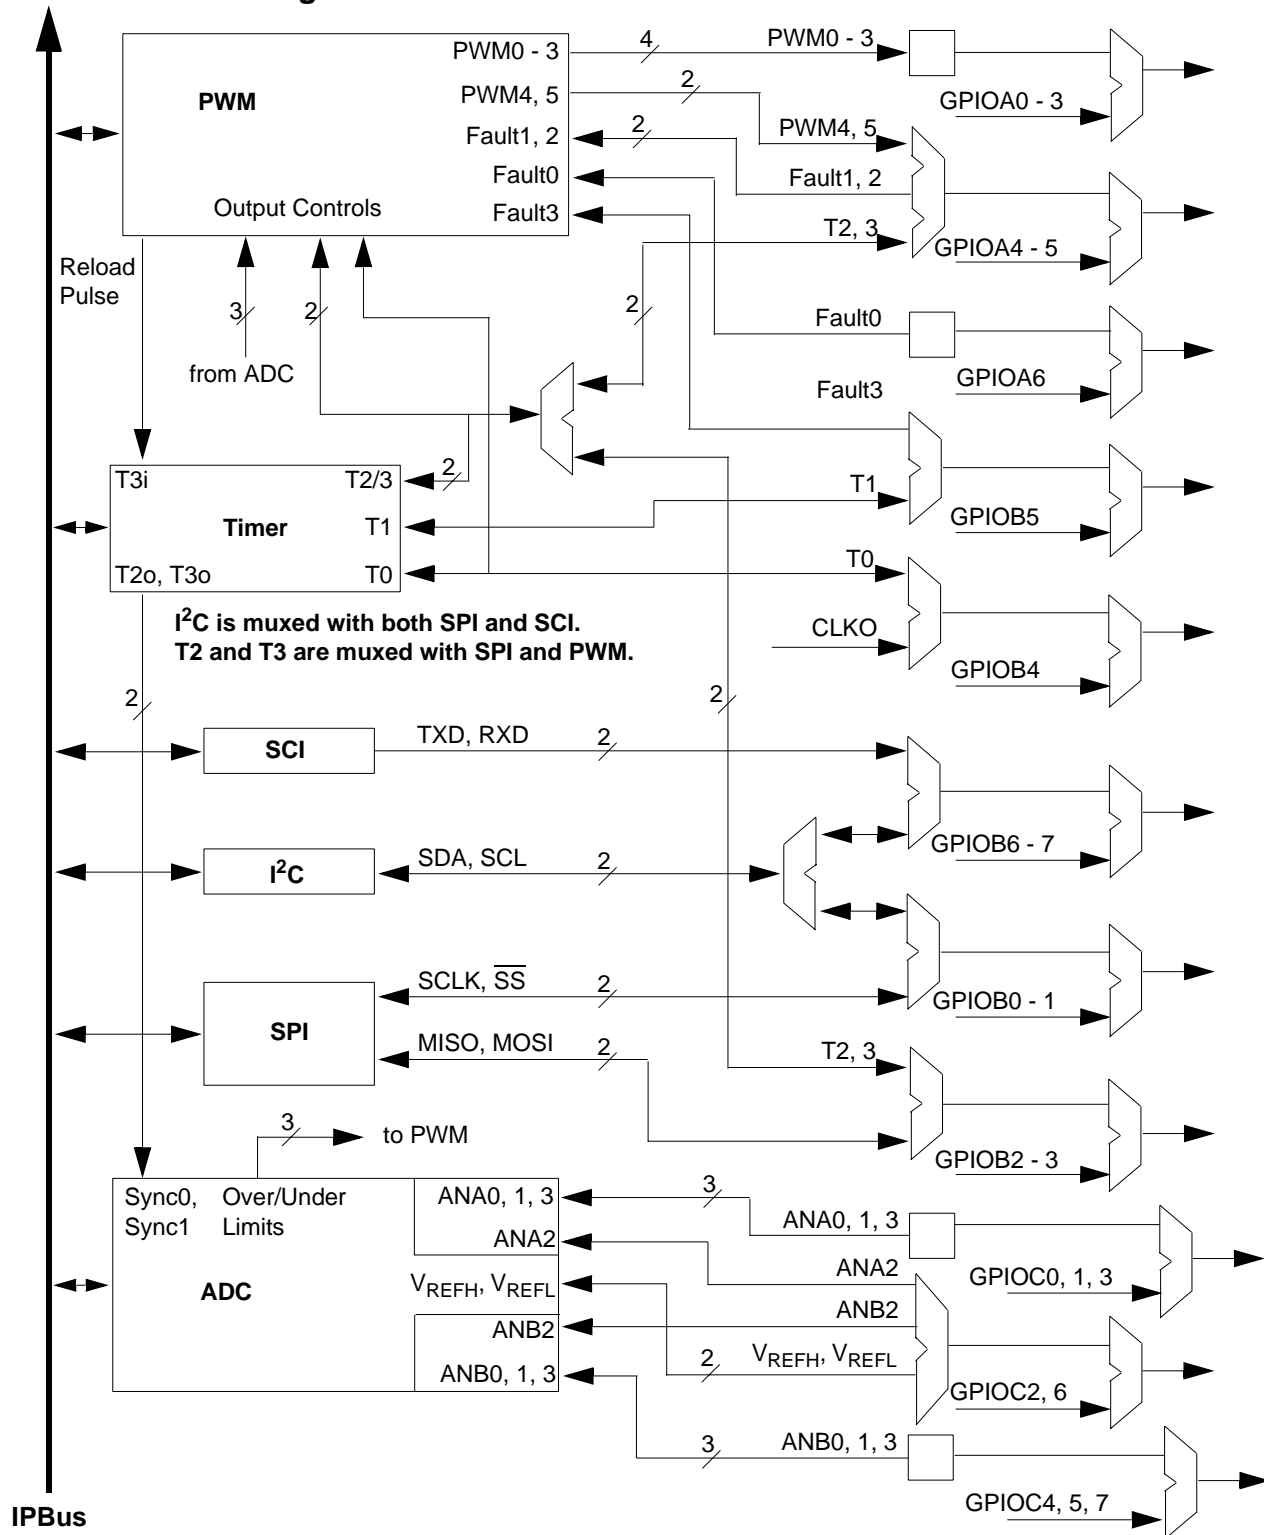 PWM0 - 3
4
PWM0 - 3
PWM
PWM4, 5
2
GPIOA0 - 3
Fault1, 2
2
PWM4, 5
Fault0
Fault1, 2
Output Controls
Fault3
T2, 3
GPIOA4 - 5
Reload
Pulse
3
2
2
Fault0
from ADC
GPIOA6
Fault3
T3i
T2/3
2
T1
Timer
T1
GPIOB5
T2o, T3o
T0
T0
I2C is muxed with both SPI and SCI.
T2 and T3 are muxed with SPI and PWM.
CLKO
GPIOB4
2
2
SCI
TXD, RXD
2
GPIOB6 - 7
I2C
SDA, SCL
2
SCLK, SS
2
GPIOB0 - 1
SPI
MISO, MOSI
2
T2, 3
3
to PWM
GPIOB2 - 3
Sync0,
Sync1
Over/Under
Limits
ANA0, 1, 3
3
ANA0, 1, 3
ANA2
ANA2
GPIOC0, 1, 3
ADC
VREFH, VREFL
ANB2
ANB2
2
VREFH, VREFL
ANB0, 1, 3
GPIOC2, 6
3
ANB0, 1, 3
GPIOC4, 5, 7
IPBus